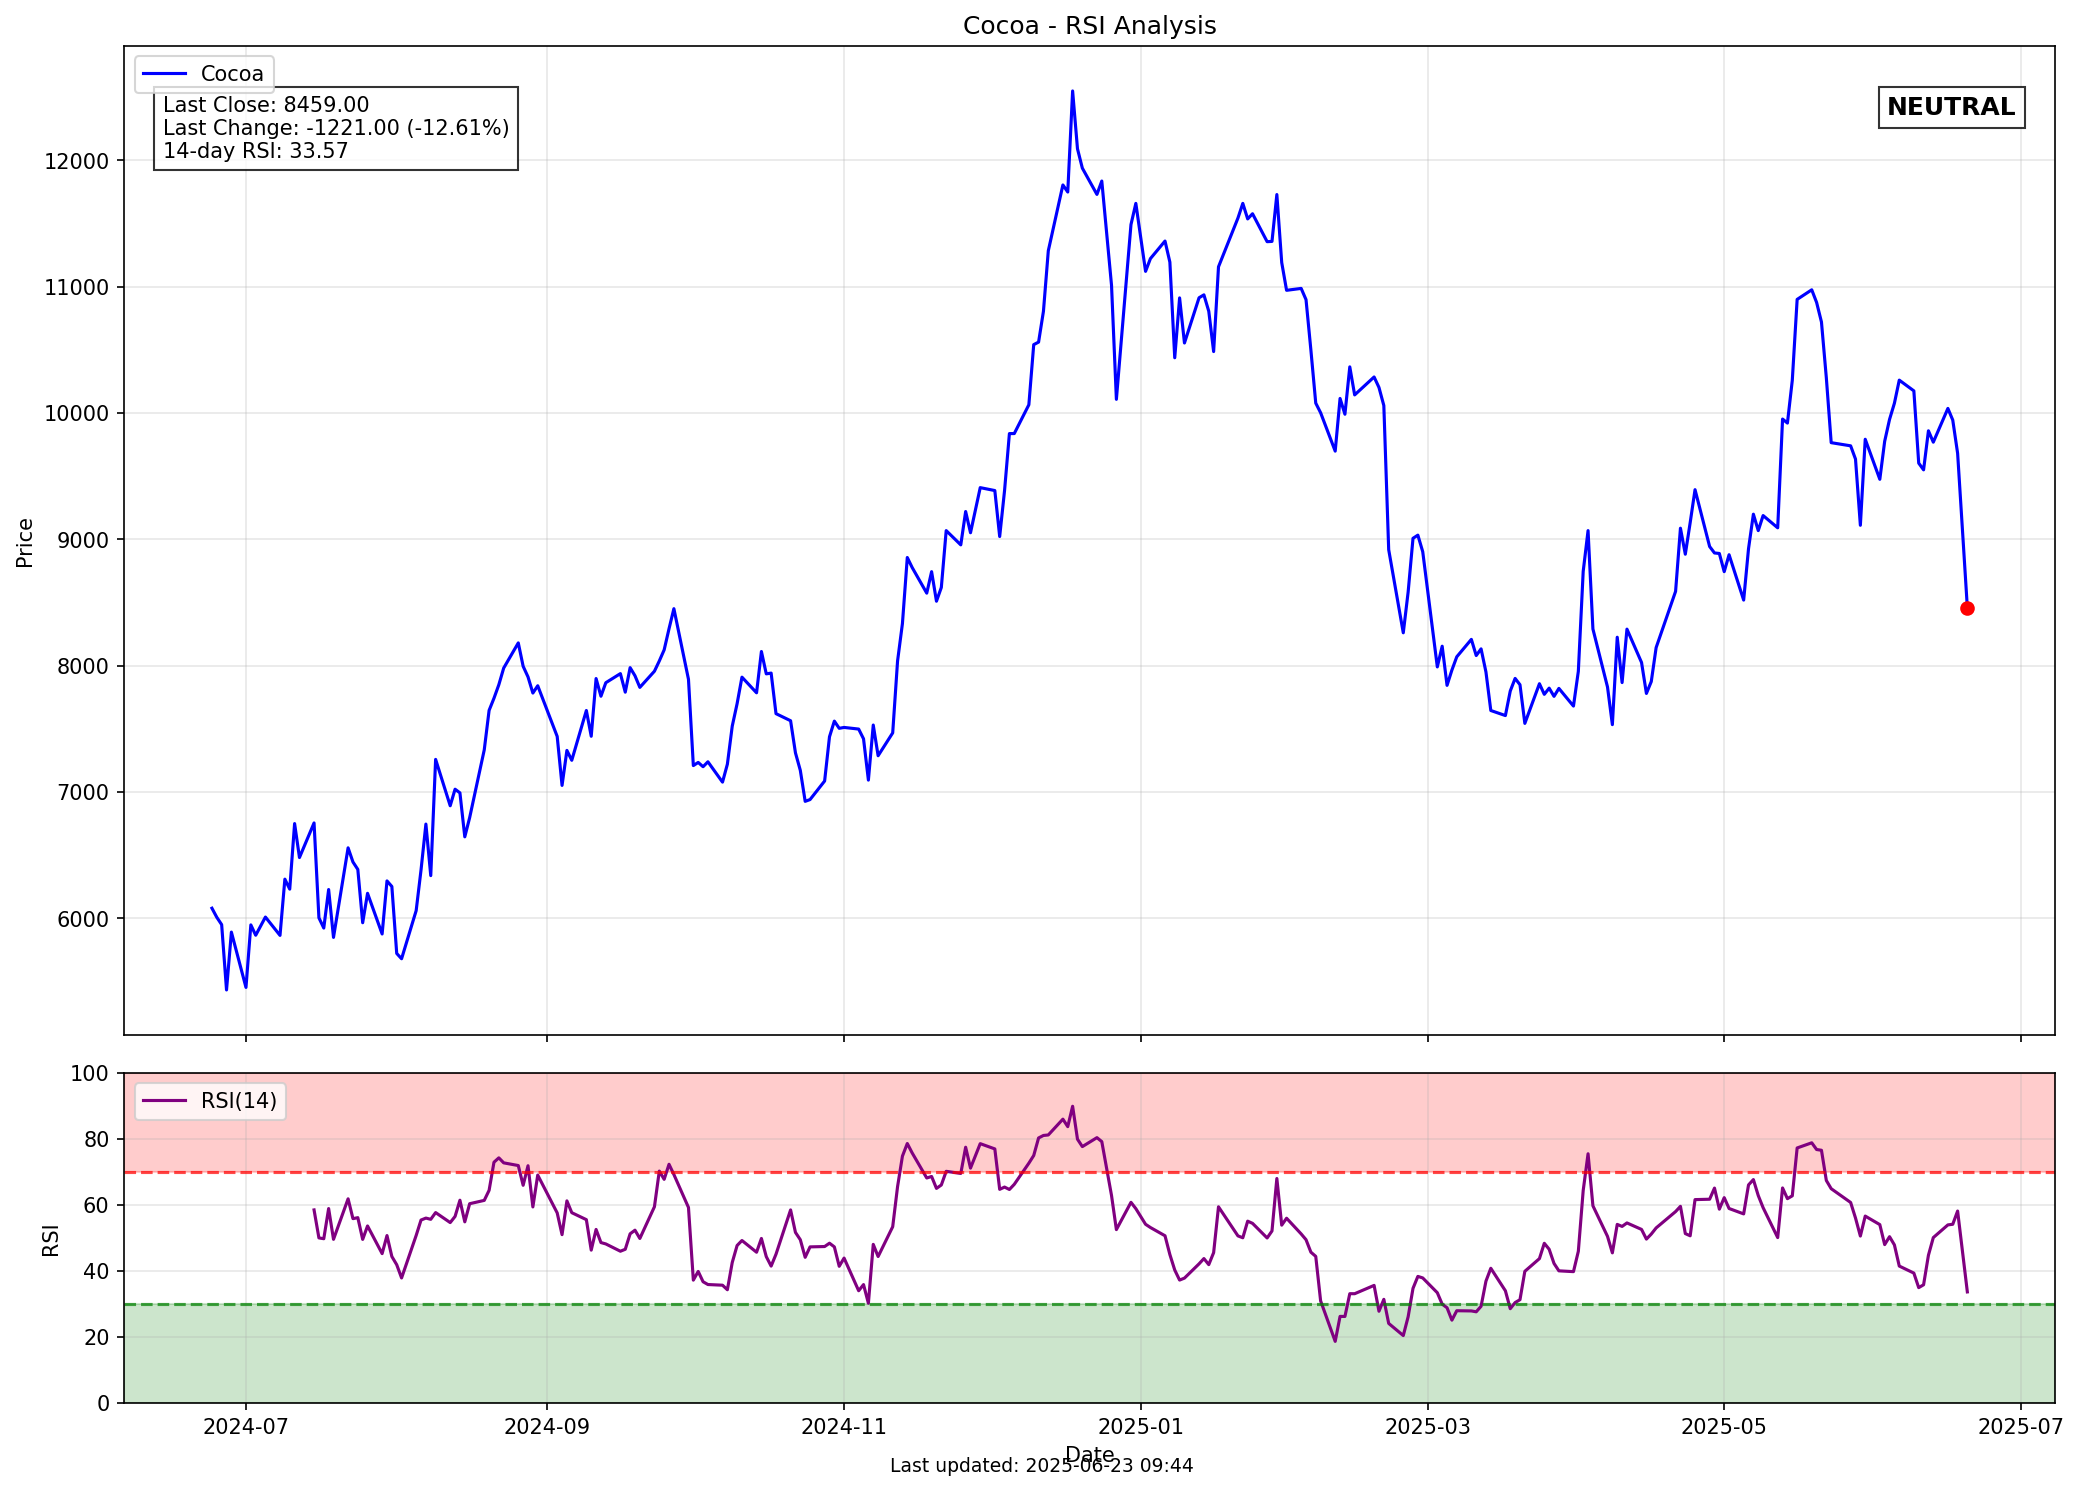 Cocoa - RSI Analysis
Cocoa
Last Close: 8459.00
Last Change: -1221.00 (-12.61%)
14-day RSI: 33.57
NEUTRAL
12000
11000
10000
9000
8000
7000
6000
Price
100
80
60
40
20
0
RSI
RSI(14)
2024-07
2024-09
2024-11
2025-01
2025-03
2025-05
2025-07
Date
Last updated: 2025-06-23 09:44